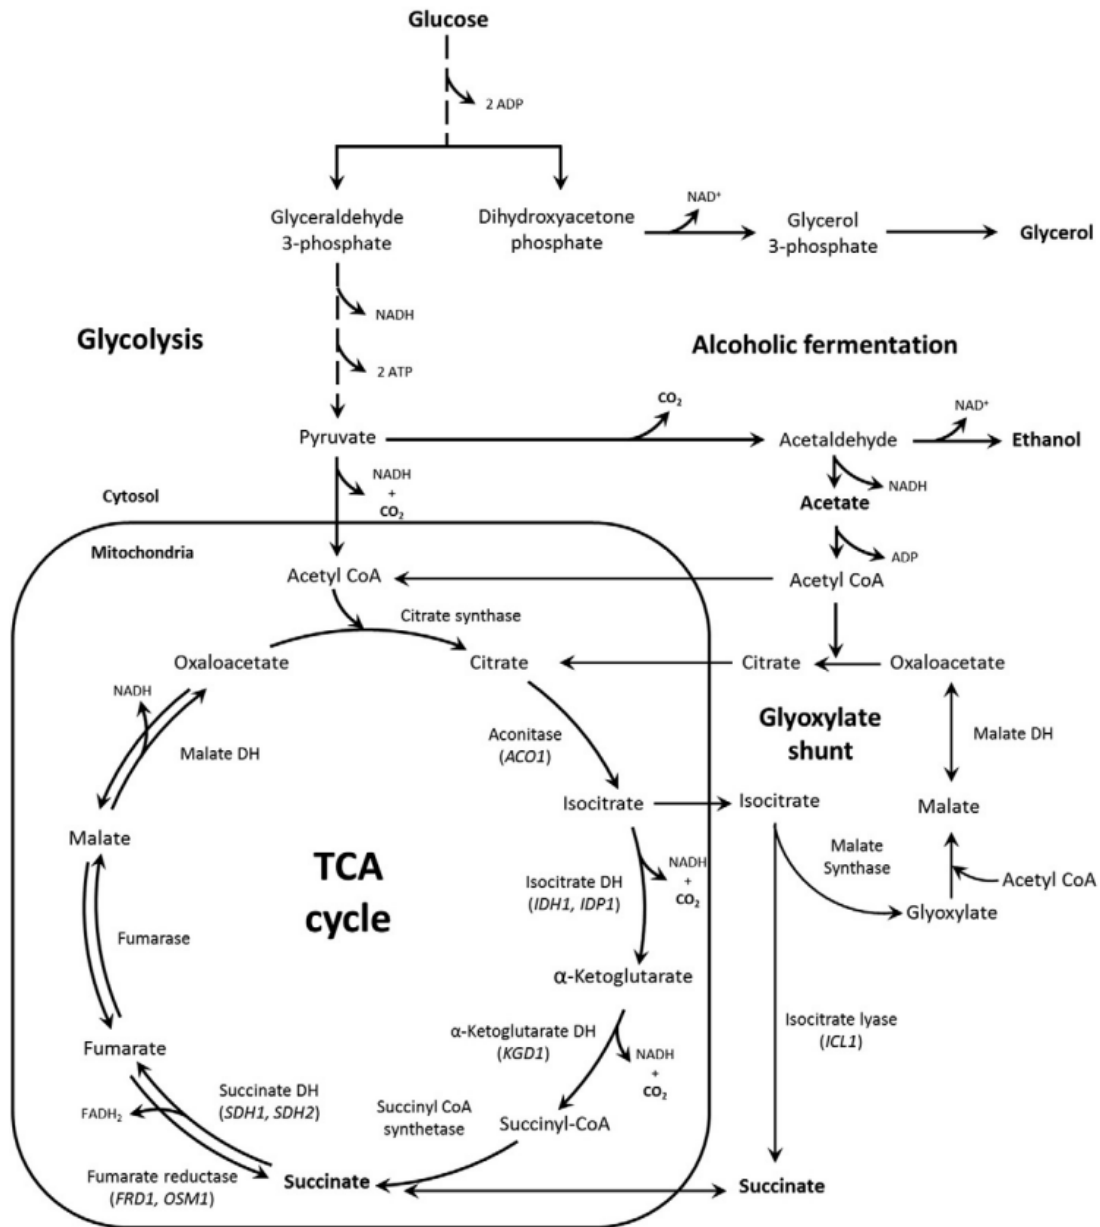 Glucose
2 ADP
Glyceraldehyde
3-phosphate
Dihydroxyacetone
phosphate
NAD⁺
Glycerol
3-phosphate
Glycerol
NADH
Glycolysis
2 ATP
Alcoholic fermentation
Pyruvate
CO₂
Acetaldehyde
NAD⁺
Ethanol
NADH
+
CO₂
NADH
Acetate
Cytosol
Mitochondria
ADP
Acetyl CoA
Acetyl CoA
Citrate synthase
Oxaloacetate
Citrate
Citrate
Oxaloacetate
NADH
Malate DH
Aconitase
(ACO1)
Glyoxylate
shunt
Malate DH
Isocitrate
Isocitrate
Malate
Malate
TCA
cycle
Isocitrate DH
(IDH1, IDP1)
NADH
+
CO₂
Malate
Synthase
Acetyl CoA
Glyoxylate
Fumarase
α-Ketoglutarate
Isocitrate lyase
(ICL1)
Fumarate
α-Ketoglutarate DH
(KGD1)
NADH
+
CO₂
FADH₂
Succinate DH
(SDH1, SDH2)
Succinyl CoA
synthetase
Succinyl-CoA
Fumarate reductase
(FRD1, OSM1)
Succinate
Succinate